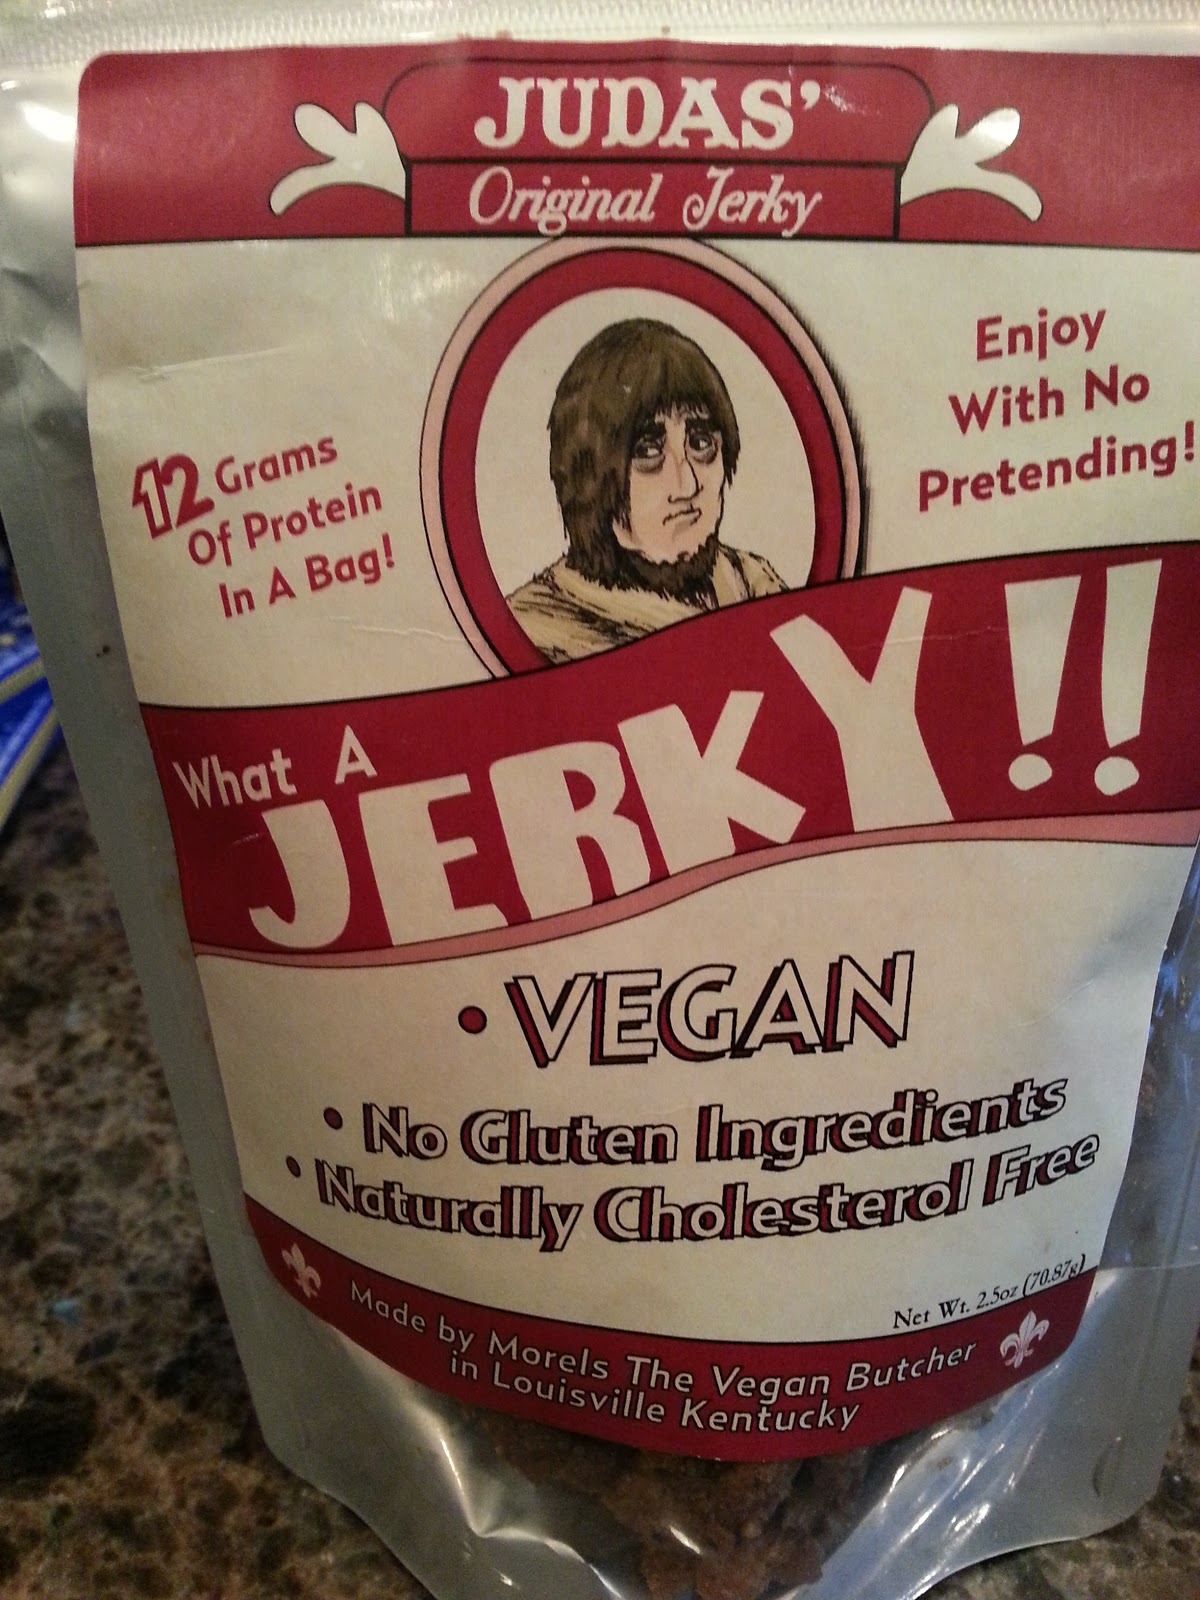 JUDAS'
Original Jerky
12 Grams
Of Protein
In A Bag!
Enjoy
With No
Pretending!
What A
JERKY!!
• VEGAN
• No Gluten Ingredients
• Naturally Cholesterol Free
Net Wt. 2.5oz (70.87g)
Made by Morels The Vegan Butcher
in Louisville Kentucky